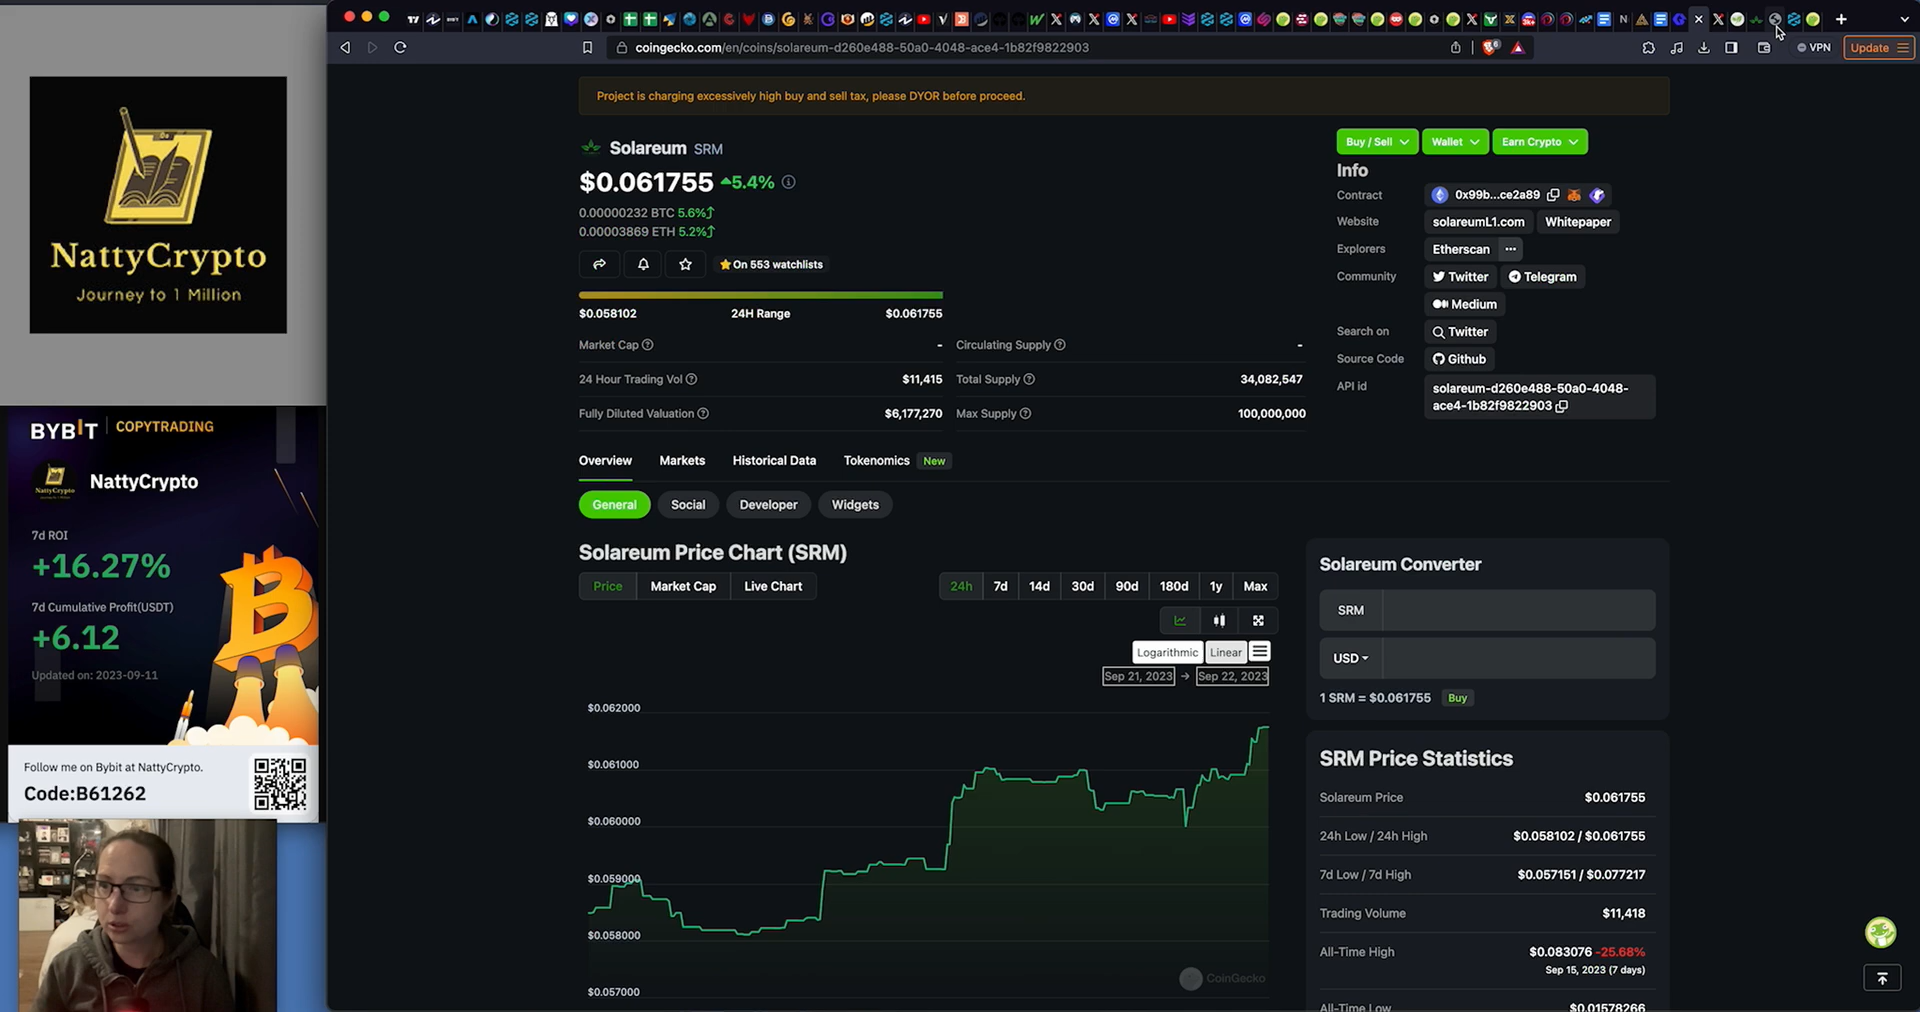 coingecko.com/en/coins/solareum-d260e488-50a0-4048-ace4-1b82f9822903
VPN
Update
Project is charging excessively high buy and sell tax, please DYOR before proceed.
Solareum SRM
$0.061755 5.4%
0.00000232 BTC 5.6%
0.00003869 ETH 5.2%
On 553 watchlists
$0.058102 24H Range $0.061755
Market Cap -
24 Hour Trading Vol $11,415
Fully Diluted Valuation $6,177,270
Circulating Supply -
Total Supply 34,082,547
Max Supply 100,000,000
Buy / Sell Wallet Earn Crypto
Info
Contract 0x99b...ce2a89
Website solareumL1.com Whitepaper
Explorers Etherscan ...
Community Twitter Telegram
Medium
Search on Twitter
Source Code Github
API id solareum-d260e488-50a0-4048-
ace4-1b82f9822903
Overview Markets Historical Data Tokenomics New
General Social Developer Widgets
Solareum Price Chart (SRM)
Price Market Cap Live Chart
24h 7d 14d 30d 90d 180d 1y Max
Logarithmic Linear
Sep 21, 2023 → Sep 22, 2023
$0.062000
$0.061000
$0.060000
$0.059000
$0.058000
$0.057000
CoinGecko
Solareum Converter
SRM
USD
1 SRM = $0.061755 Buy
SRM Price Statistics
Solareum Price $0.061755
24h Low / 24h High $0.058102 / $0.061755
7d Low / 7d High $0.057151 / $0.077217
Trading Volume $11,418
All-Time High $0.083076 -25.68%
Sep 15, 2023 (7 days)
All-Time Low $0.01578266
NattyCrypto
Journey to 1 Million
BYBIT COPYTRADING
NattyCrypto
7d ROI
+16.27%
7d Cumulative Profit(USDT)
+6.12
Updated on: 2023-09-11
Follow me on Bybit at NattyCrypto.
Code:B61262